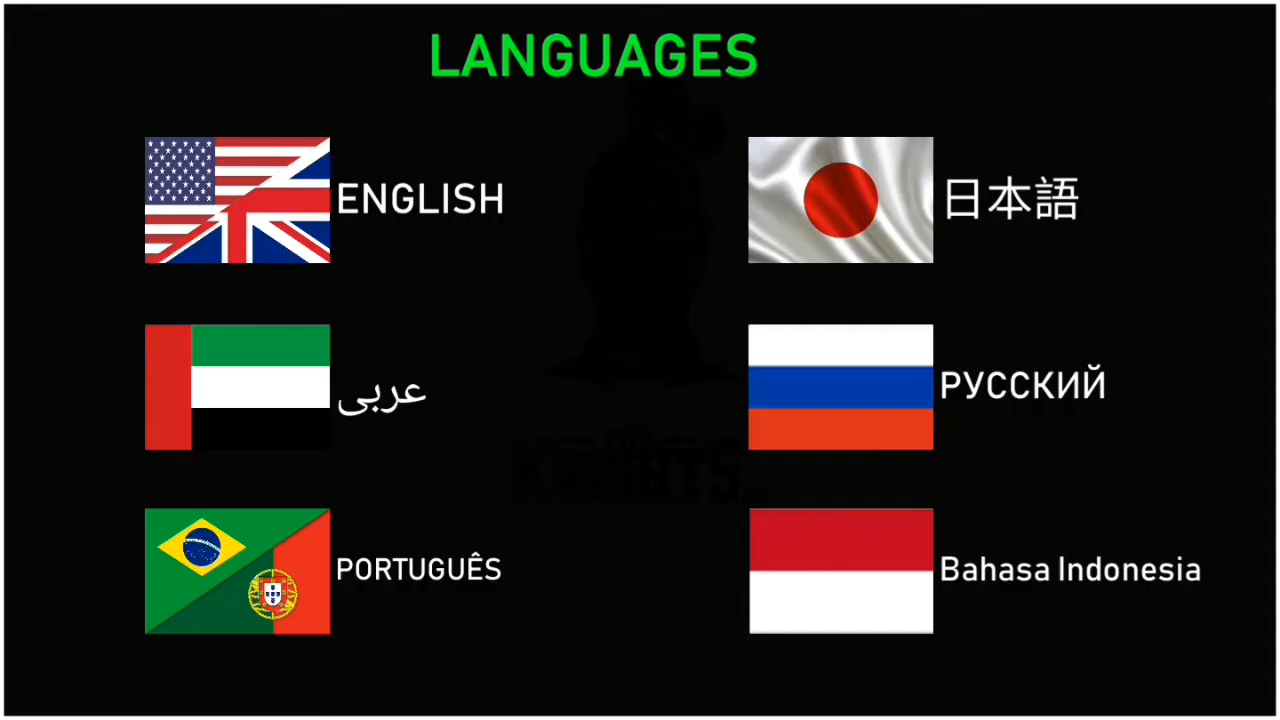 LANGUAGES
ENGLISH
日本語
عربى
РУССКИЙ
PORTUGUÊS
Bahasa Indonesia